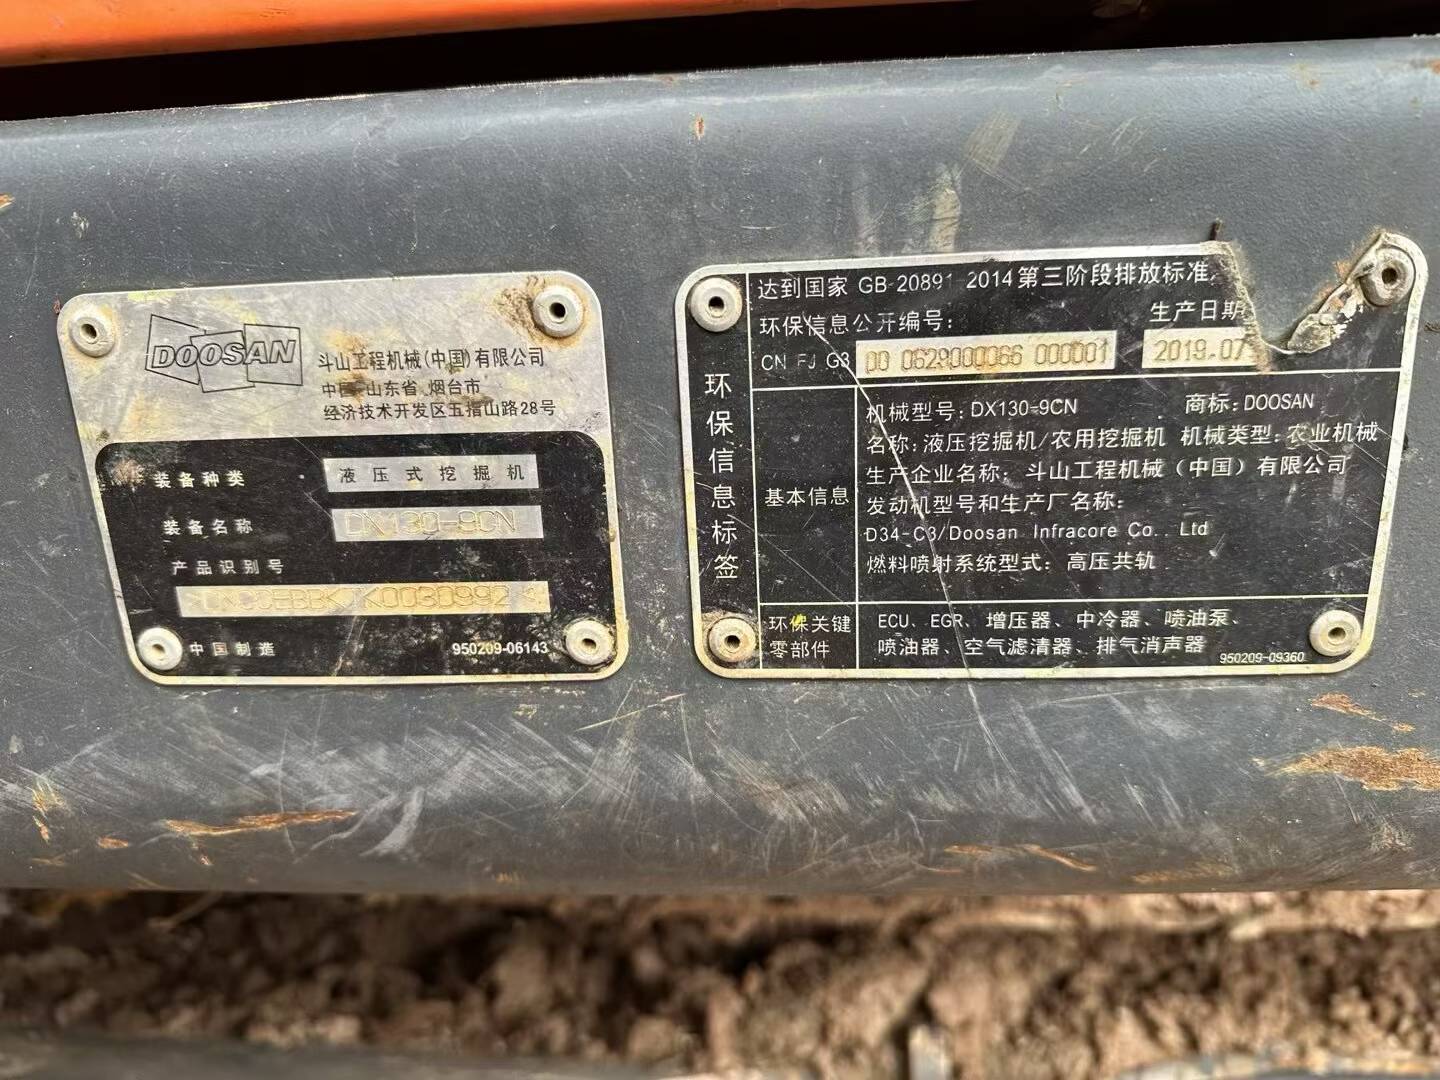 DOOSAN
斗山工程机械(中国)有限公司
中国 山东省 烟台市
经济技术开发区五指山路28号
装备种类 液压式挖掘机
装备名称 DX130-9CN
产品识别号
中国制造 950209-06143
环保信息标签
达到国家 GB 20891-2014第三阶段排放标准
环保信息公开编号: 生产日期
CN FJ G3 00 0628000066 000001 2019.07
基本信息
机械型号: DX130-9CN 商标: DOOSAN
名称: 液压挖掘机/农用挖掘机 机械类型: 农业机械
生产企业名称: 斗山工程机械（中国）有限公司
发动机型号和生产厂名称:
D34-C3/Doosan Infracore Co., Ltd
燃料喷射系统型式: 高压共轨
环保关键零部件
ECU、EGR、增压器、中冷器、喷油泵、
喷油器、空气滤清器、排气消声器
950209-09360